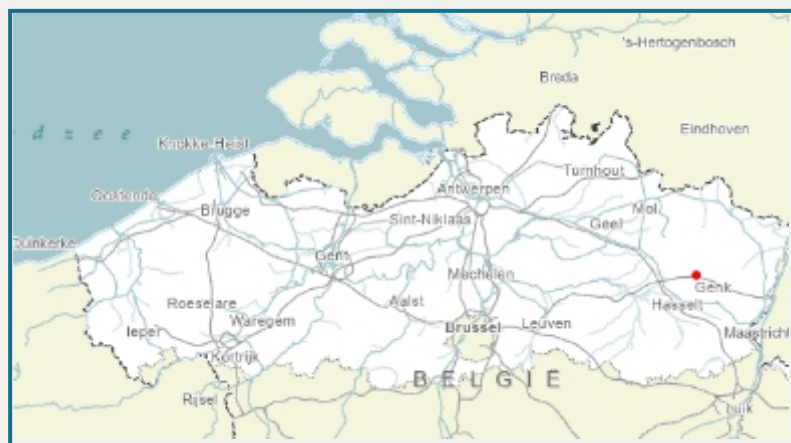 's-Hertogenbosch
Breda
Eindhoven
d z e e
Knokke-Heist
Turnhout
Antwerpen
Oostende
Brugge
Sint-Niklaas
Mol
Geel
Duinkerke
Gent
Mechelen
Genk
Roeselare
Aalst
Hasselt
Ieper
Waregem
Brussel
Leuven
Maastricht
Kortrijk
BELGIË
Rijsel
Luik